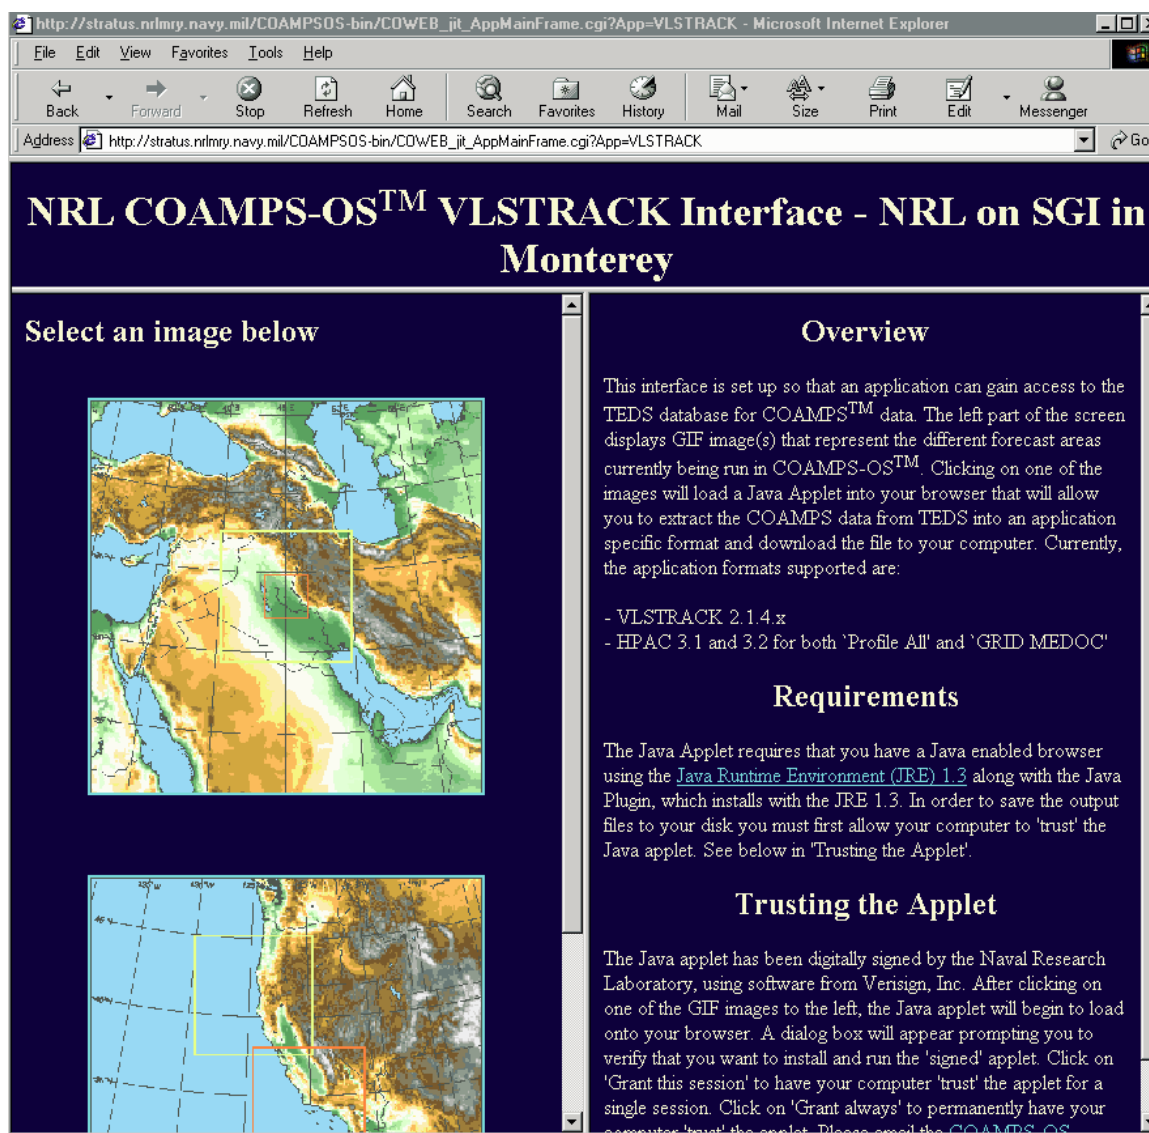 http://stratus.nrlmry.navy.mil/COAMPSOS-bin/COWEB_jit_AppMainFrame.cgi?App=VLSTRACK - Microsoft Internet Explorer
File Edit View Favorites Tools Help
Back Forward Stop Refresh Home Search Favorites History Mail Size Print Edit Messenger
Address http://stratus.nrlmry.navy.mil/COAMPSOS-bin/COWEB_jit_AppMainFrame.cgi?App=VLSTRACK Go
NRL COAMPS-OS™ VLSTRACK Interface - NRL on SGI in
Monterey
Select an image below
Overview
This interface is set up so that an application can gain access to the
TEDS database for COAMPS™ data. The left part of the screen
displays GIF image(s) that represent the different forecast areas
currently being run in COAMPS-OS™. Clicking on one of the
images will load a Java Applet into your browser that will allow
you to extract the COAMPS data from TEDS into an application
specific format and download the file to your computer. Currently,
the application formats supported are:
- VLSTRACK 2.1.4.x
- HPAC 3.1 and 3.2 for both `Profile All' and `GRID MEDOC'
Requirements
The Java Applet requires that you have a Java enabled browser
using the Java Runtime Environment (JRE) 1.3 along with the Java
Plugin, which installs with the JRE 1.3. In order to save the output
files to your disk you must first allow your computer to 'trust' the
Java applet. See below in 'Trusting the Applet'.
Trusting the Applet
The Java applet has been digitally signed by the Naval Research
Laboratory, using software from Verisign, Inc. After clicking on
one of the GIF images to the left, the Java applet will begin to load
onto your browser. A dialog box will appear prompting you to
verify that you want to install and run the 'signed' applet. Click on
'Grant this session' to have your computer 'trust' the applet for a
single session. Click on 'Grant always' to permanently have your
computer 'trust' the applet. Please email the COAMPS-OS